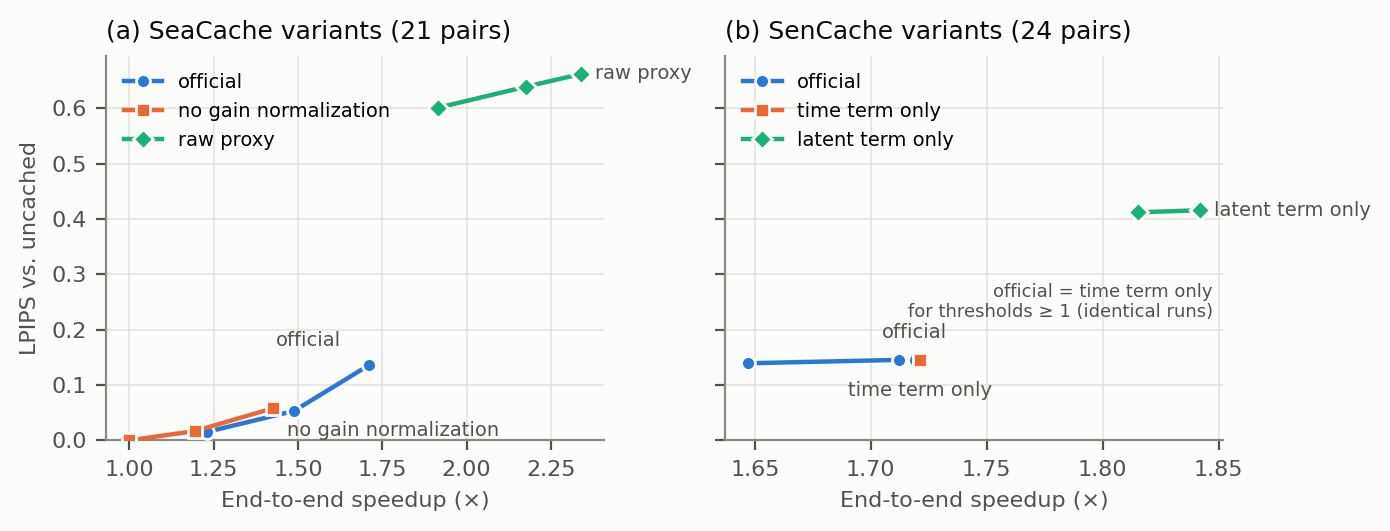 (a) SeaCache variants (21 pairs)
official
no gain normalization
raw proxy
raw proxy
official
no gain normalization
LPIPS vs. uncached
0.6
0.5
0.4
0.3
0.2
0.1
0.0
1.00 1.25 1.50 1.75 2.00 2.25
End-to-end speedup (×)
(b) SenCache variants (24 pairs)
official
time term only
latent term only
latent term only
official = time term only
for thresholds ≥ 1 (identical runs)
official
time term only
1.65 1.70 1.75 1.80 1.85
End-to-end speedup (×)